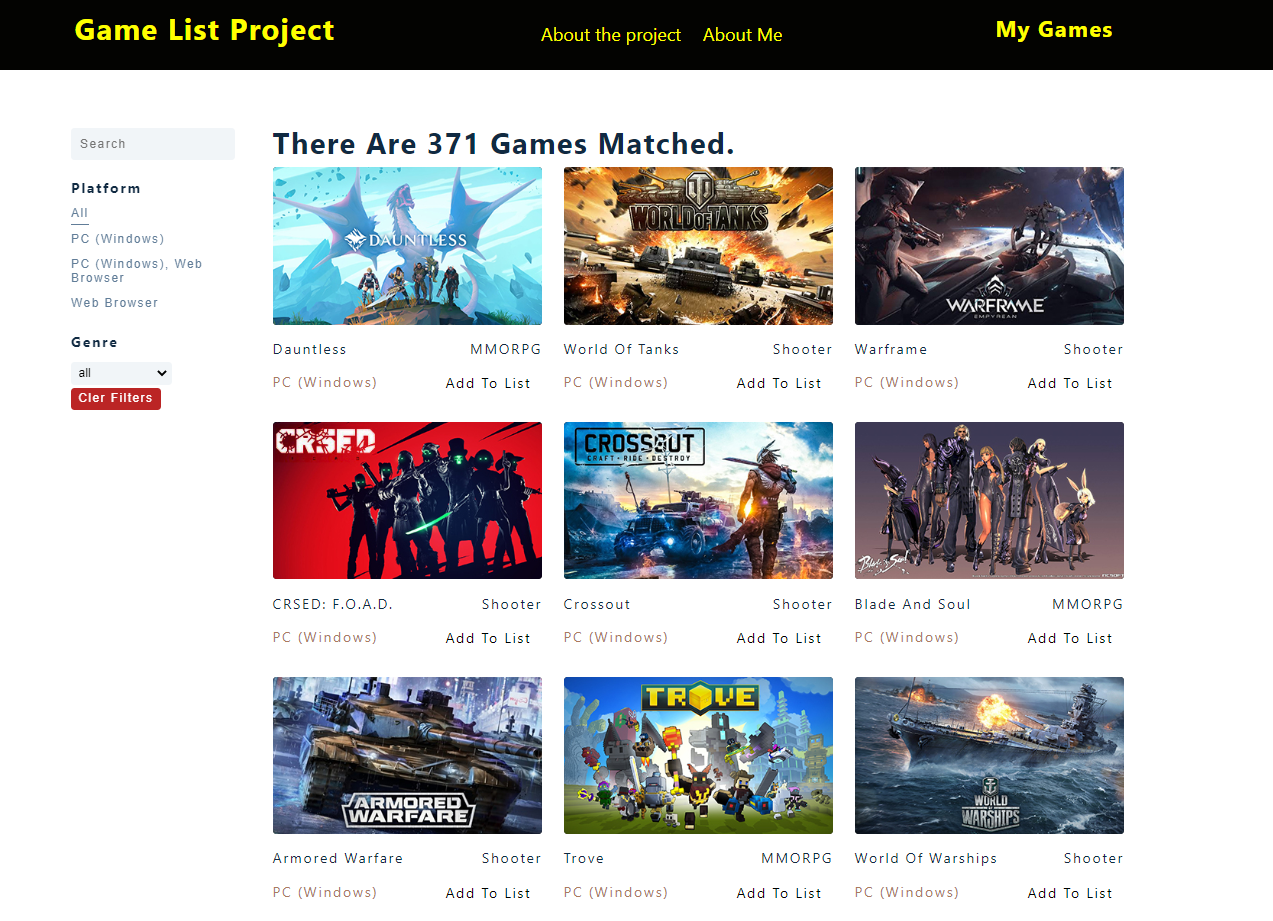 Game List Project
About the project
About Me
My Games
Search
Platform
All
PC (Windows)
PC (Windows), Web
Browser
Web Browser
Genre
all
Cler Filters
There Are 371 Games Matched.
DAUNTLESS
Dauntless
MMORPG
PC (Windows)
Add To List
WORLD OF TANKS
World Of Tanks
Shooter
PC (Windows)
Add To List
WARFRAME
EMPYREAN
Warframe
Shooter
PC (Windows)
Add To List
CRSED
CRSED: F.O.A.D.
Shooter
PC (Windows)
Add To List
CROSSOUT
CRAFT • RIDE • DESTROY
Crossout
Shooter
PC (Windows)
Add To List
Blade & Soul
Blade And Soul
MMORPG
PC (Windows)
Add To List
ARMORED
WARFARE
Armored Warfare
Shooter
PC (Windows)
Add To List
TROVE
Trove
MMORPG
PC (Windows)
Add To List
WORLD
OF
WARSHIPS
World Of Warships
Shooter
PC (Windows)
Add To List